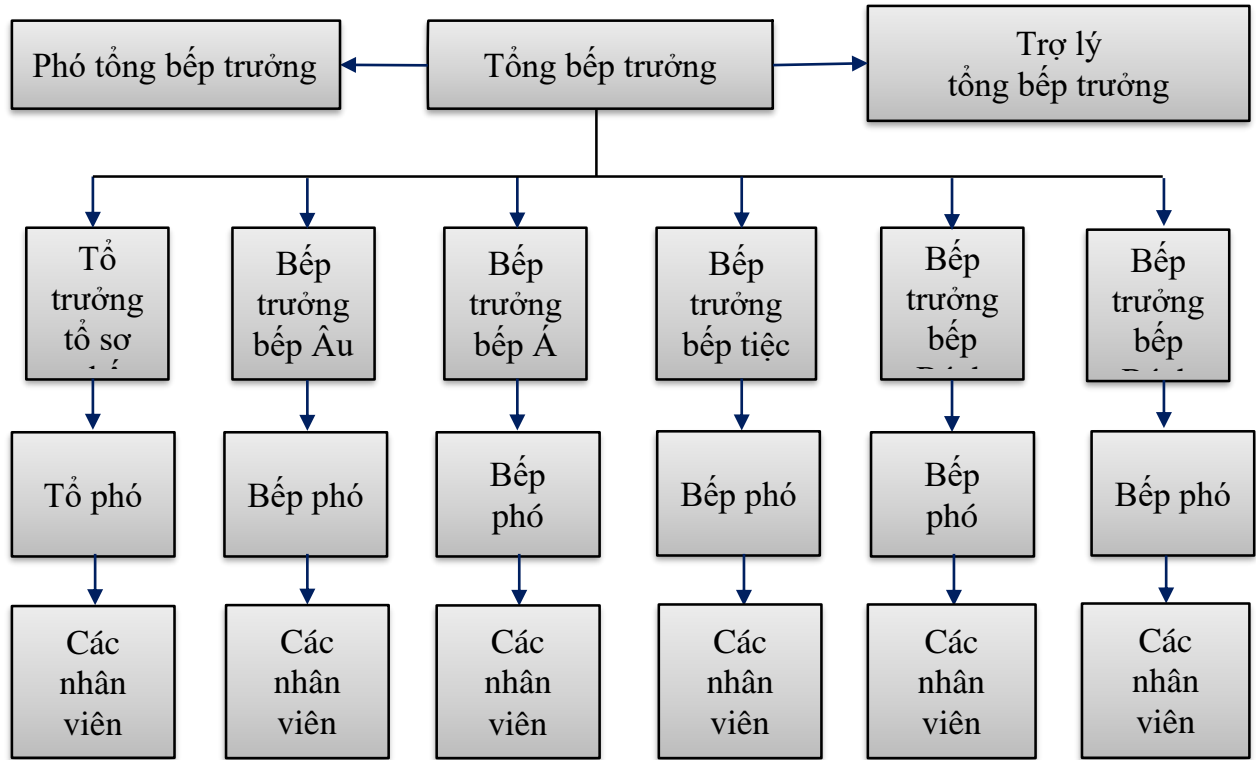 Phó tổng bếp trưởng
Tổng bếp trưởng
Trợ lý
tổng bếp trưởng
Tổ
trưởng
tổ sơ
Bếp
trưởng
bếp Âu
Bếp
trưởng
bếp Á
Bếp
trưởng
bếp tiệc
Bếp
trưởng
bếp
Bếp
trưởng
bếp
Tổ phó
Bếp phó
Bếp
phó
Bếp phó
Bếp
phó
Bếp phó
Các
nhân
viên
Các
nhân
viên
Các
nhân
viên
Các
nhân
viên
Các
nhân
viên
Các
nhân
viên